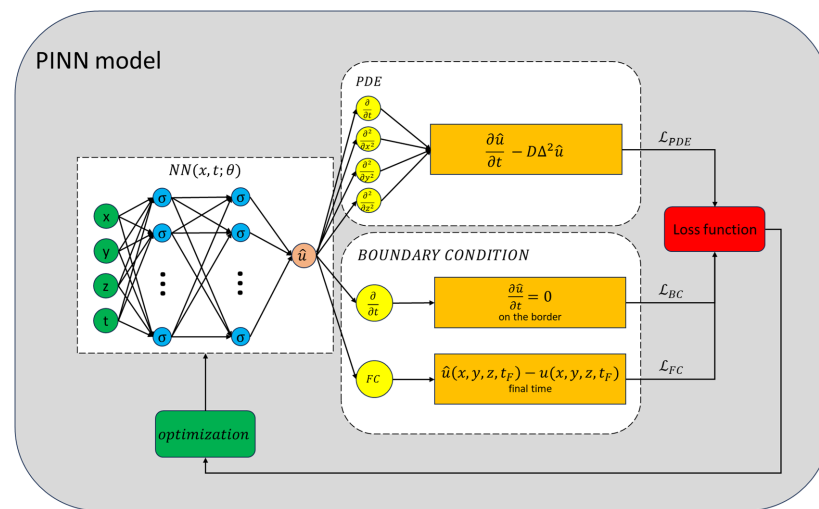 PINN model
PDE
∂/∂t
∂²/∂x²
∂²/∂y²
∂²/∂z²
∂û/∂t − DΔ²û
ℒ_PDE
NN(x, t; θ)
σ σ
x
σ σ
y
z
t
σ σ
û
Loss function
BOUNDARY CONDITION
∂/∂t
∂û/∂t = 0
on the border
ℒ_BC
FC
û(x, y, z, t_F) − u(x, y, z, t_F)
final time
ℒ_FC
optimization